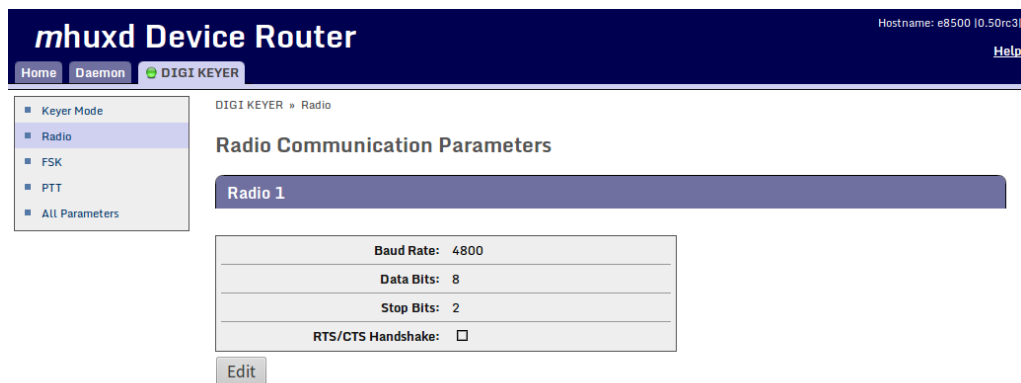 mhuxd Device Router
Hostname: e8500 |0.50rc3|
Help
Home Daemon DIGI KEYER
Keyer Mode
Radio
FSK
PTT
All Parameters
DIGI KEYER » Radio
Radio Communication Parameters
Radio 1
Baud Rate: 4800
Data Bits: 8
Stop Bits: 2
RTS/CTS Handshake:
Edit